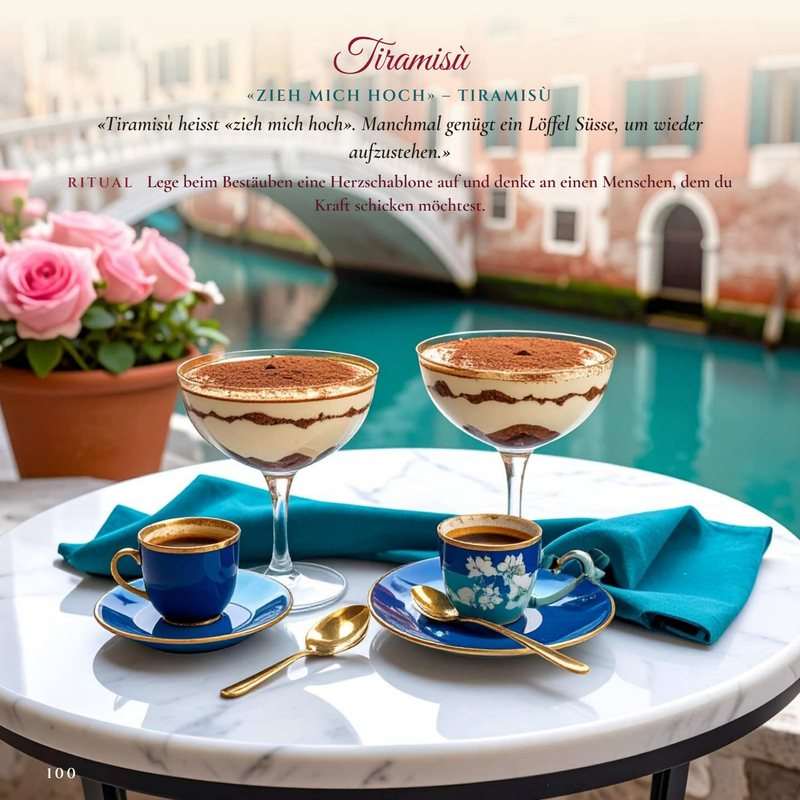 Tiramisù
«ZIEH MICH HOCH» – TIRAMISÙ
«Tiramisù heisst «zieh mich hoch». Manchmal genügt ein Löffel Süsse, um wieder
aufzustehen.»
RITUAL Lege beim Bestäuben eine Herzschablone auf und denke an einen Menschen, dem du
Kraft schicken möchtest.
100